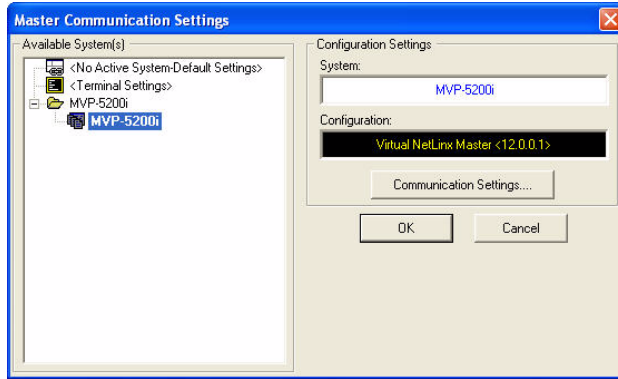 Master Communication Settings
Available System(s)
<No Active System-Default Settings>
<Terminal Settings>
MVP-5200i
MVP-5200i
Configuration Settings
System:
MVP-5200i
Configuration:
Virtual NetLinx Master <12.0.0.1>
Communication Settings....
OK
Cancel